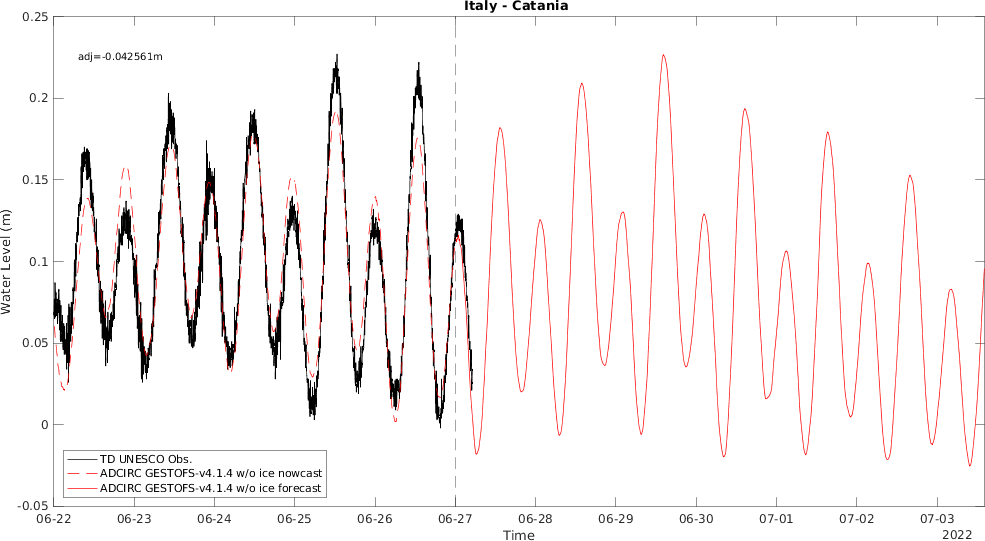 Italy - Catania
0.25
adj=-0.042561m
0.2
0.15
0.1
0.05
0
-0.05
Water Level (m)
TD UNESCO Obs.
ADCIRC GESTOFS-v4.1.4 w/o ice nowcast
ADCIRC GESTOFS-v4.1.4 w/o ice forecast
06-22 06-23 06-24 06-25 06-26 06-27 06-28 06-29 06-30 07-01 07-02 07-03
Time
2022